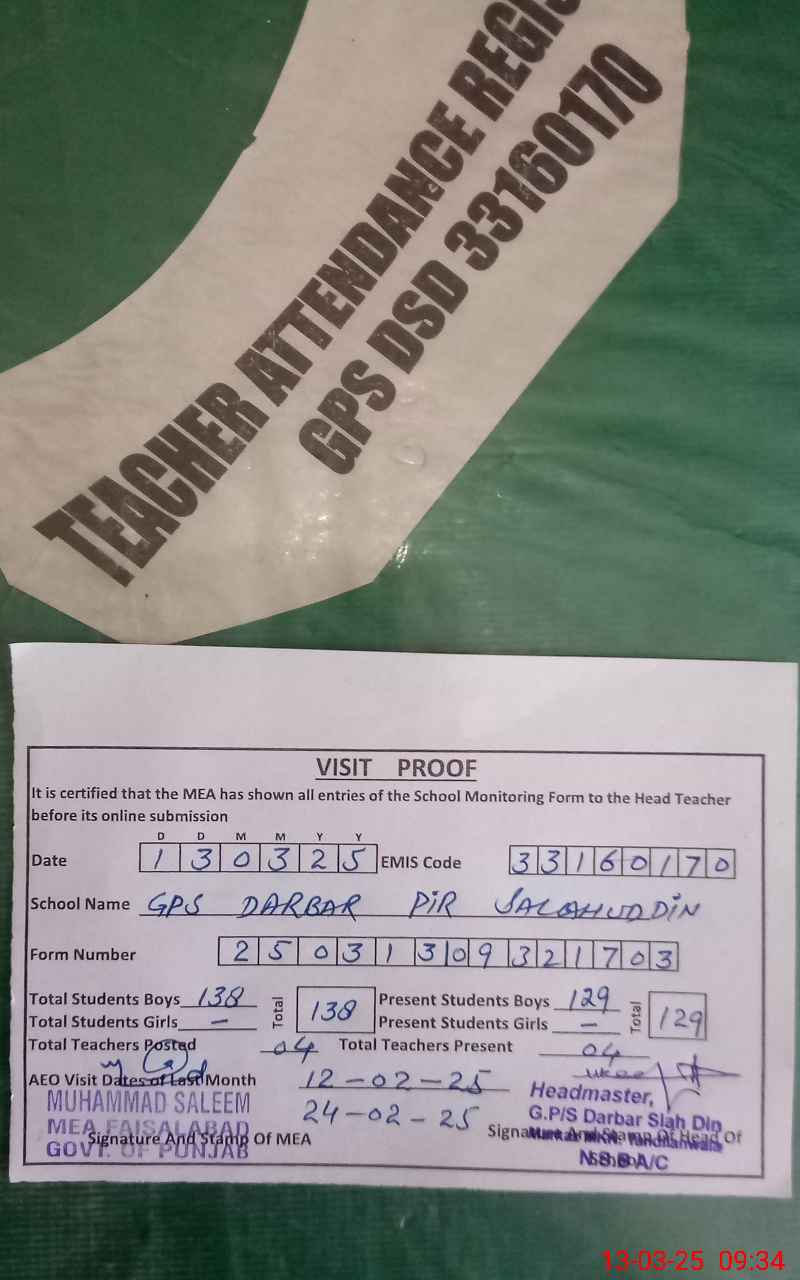 TEACHER ATTENDANCE REGIS
GPS DSD 33160170
VISIT PROOF
It is certified that the MEA has shown all entries of the School Monitoring Form to the Head Teacher
before its online submission
D D M M Y Y
Date 1 3 0 3 2 5 EMIS Code 3 3 1 6 0 1 7 0
School Name GPS DARBAR PIR SALAHUDDIN
Form Number 2 5 0 3 1 3 0 9 3 2 1 7 0 3
Total Students Boys 138 Total 138 Present Students Boys 129 Total 129
Total Students Girls - Present Students Girls -
Total Teachers Posted 04 Total Teachers Present 04
AEO Visit Dates of Last Month 12-02-25
24-02-25
MUHAMMAD SALEEM
MEA FAISALABAD
GOVT. OF PUNJAB
Signature And Stamp Of MEA
Headmaster,
G.P/S Darbar Slah Din
Signature And Stamp Of Head Of
13-03-25 09:34